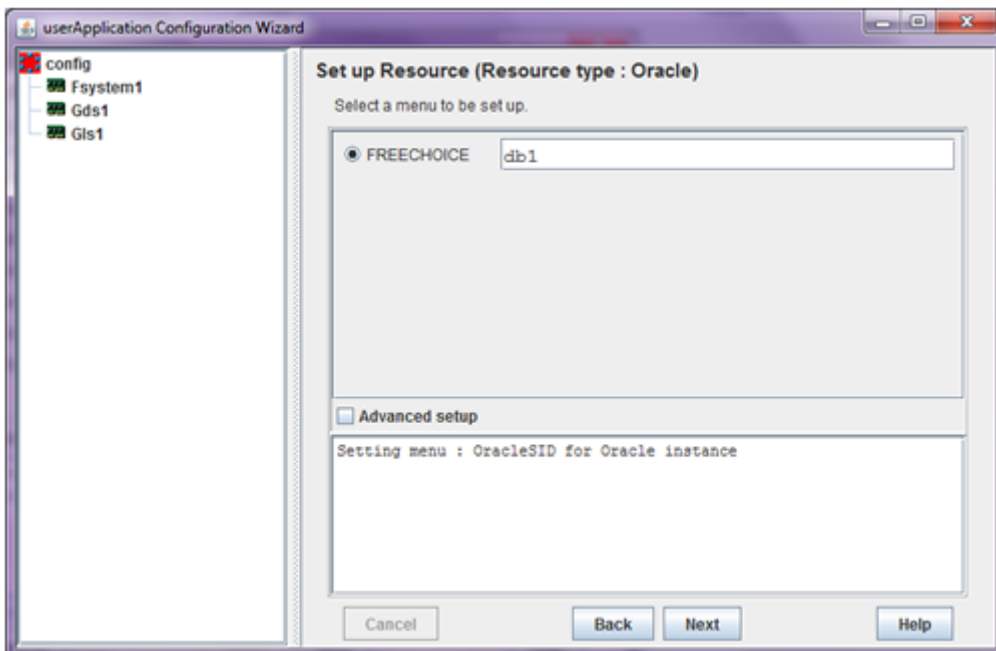 userApplication Configuration Wizard
config
Fsystem1
Gds1
Gls1
Set up Resource (Resource type : Oracle)
Select a menu to be set up.
FREECHOICE db1
Advanced setup
Setting menu : OracleSID for Oracle instance
Cancel Back Next Help